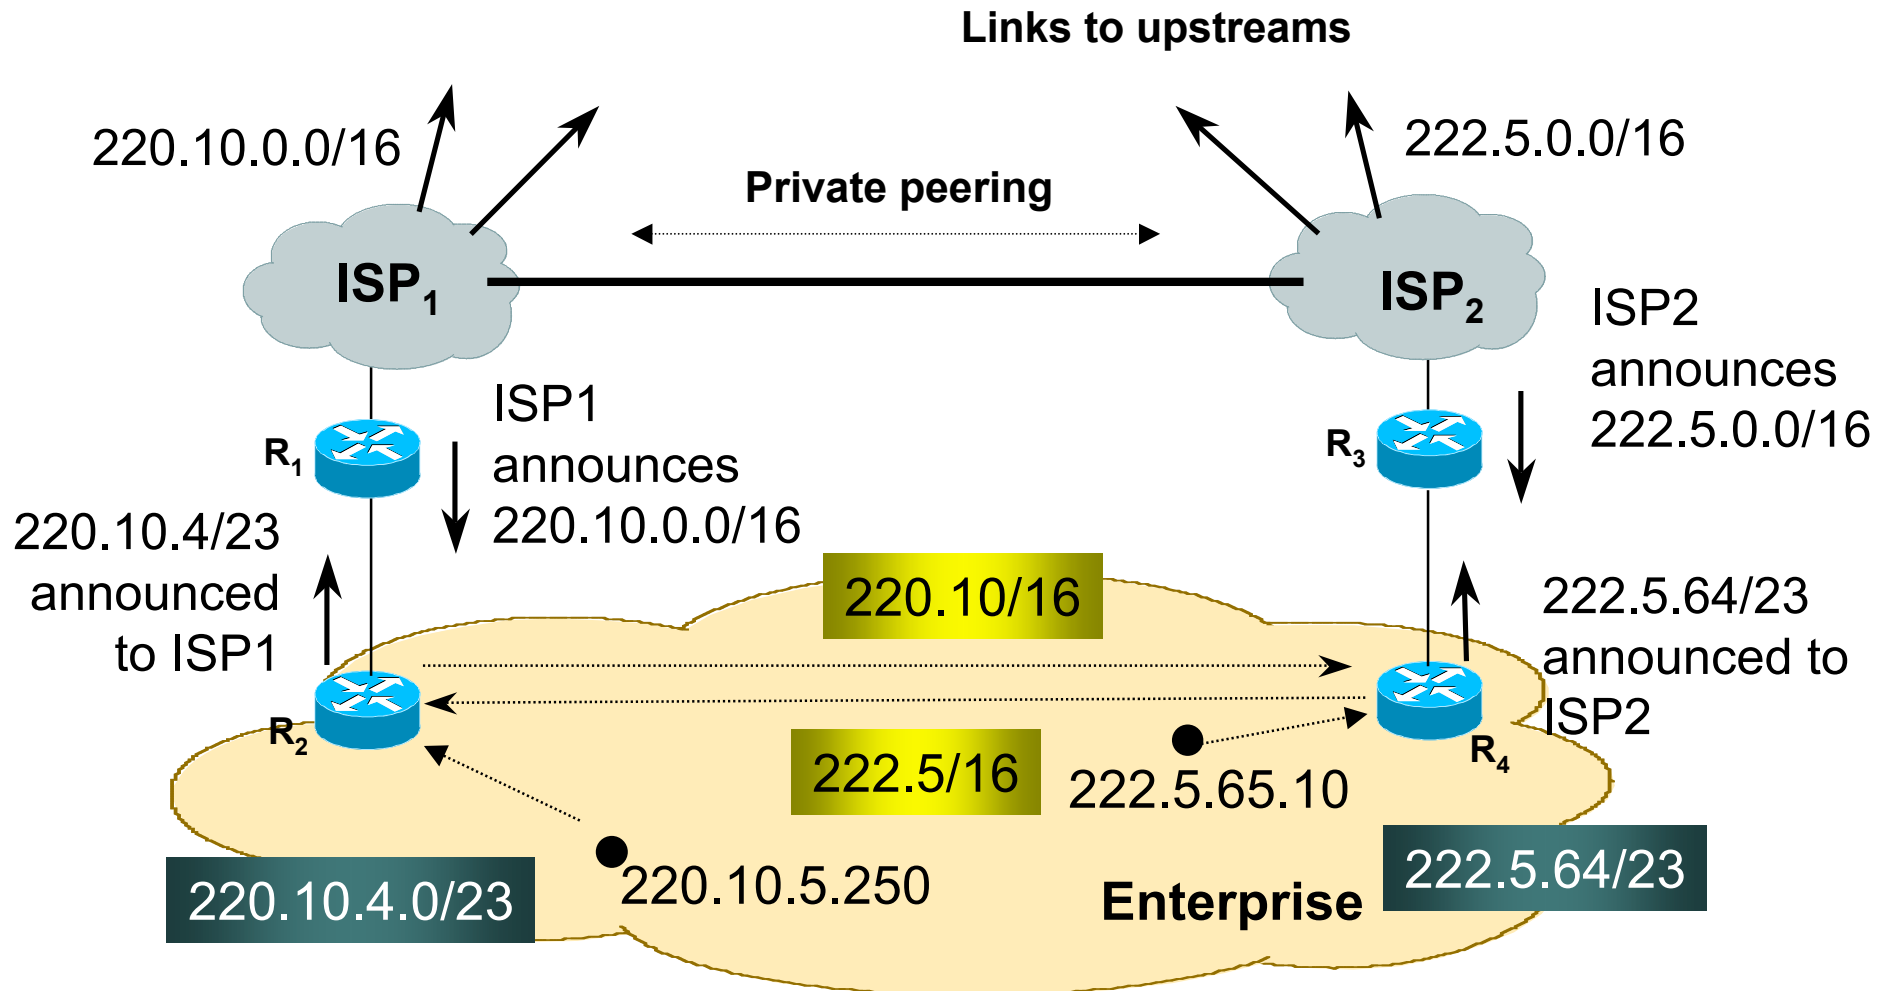 Links to upstreams
220.10.0.0/16
222.5.0.0/16
Private peering
ISP1
ISP2
ISP2
announces
222.5.0.0/16
ISP1
announces
220.10.0.0/16
R1
R3
220.10.4/23
announced
to ISP1
220.10/16
222.5.64/23
announced to
ISP2
R2
R4
222.5/16
222.5.65.10
220.10.4.0/23
220.10.5.250
Enterprise
222.5.64/23